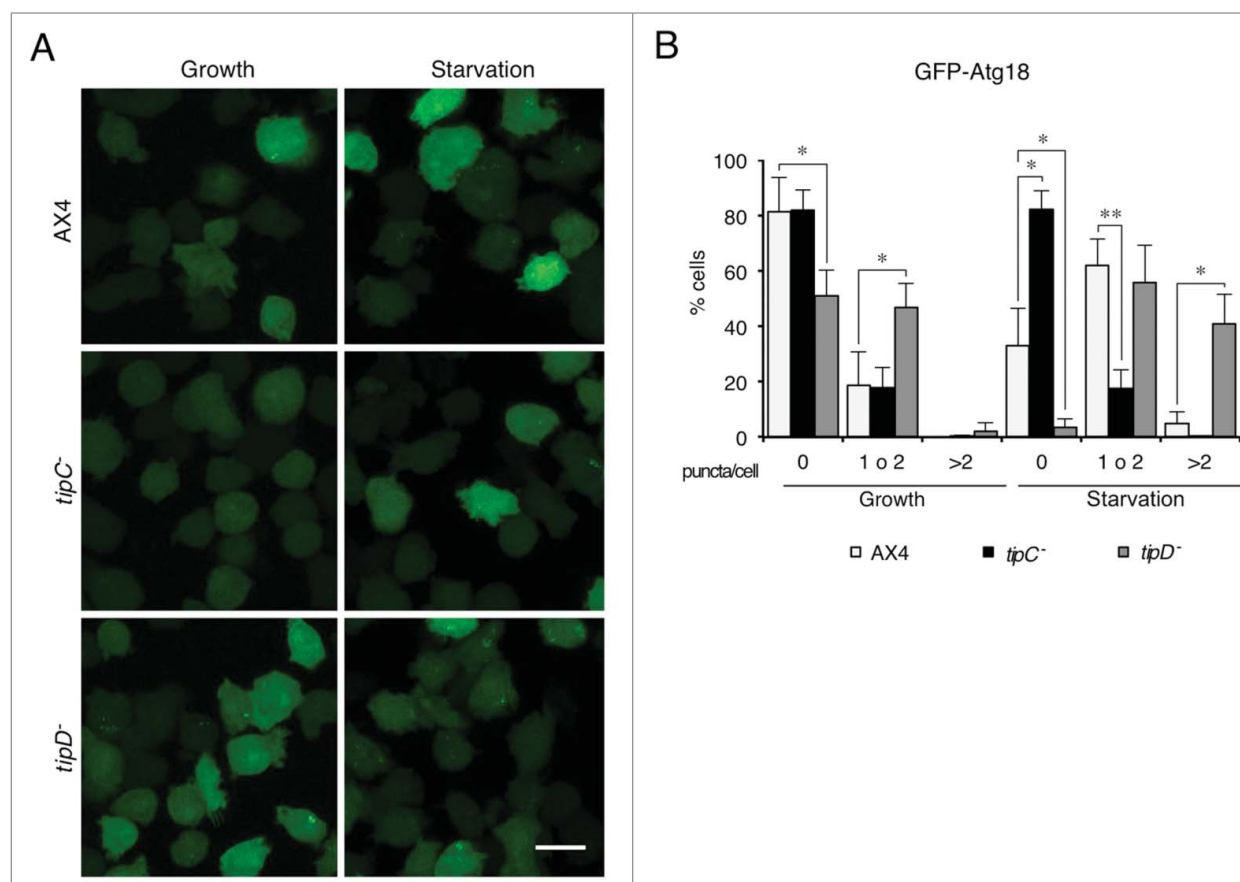 A
Growth
Starvation
AX4
tipC-
tipD-
B
GFP-Atg18
% cells
100
80
60
40
20
0
*
*
*
*
**
*
puncta/cell
0
1 o 2
>2
0
1 o 2
>2
Growth
Starvation
AX4
tipC-
tipD-